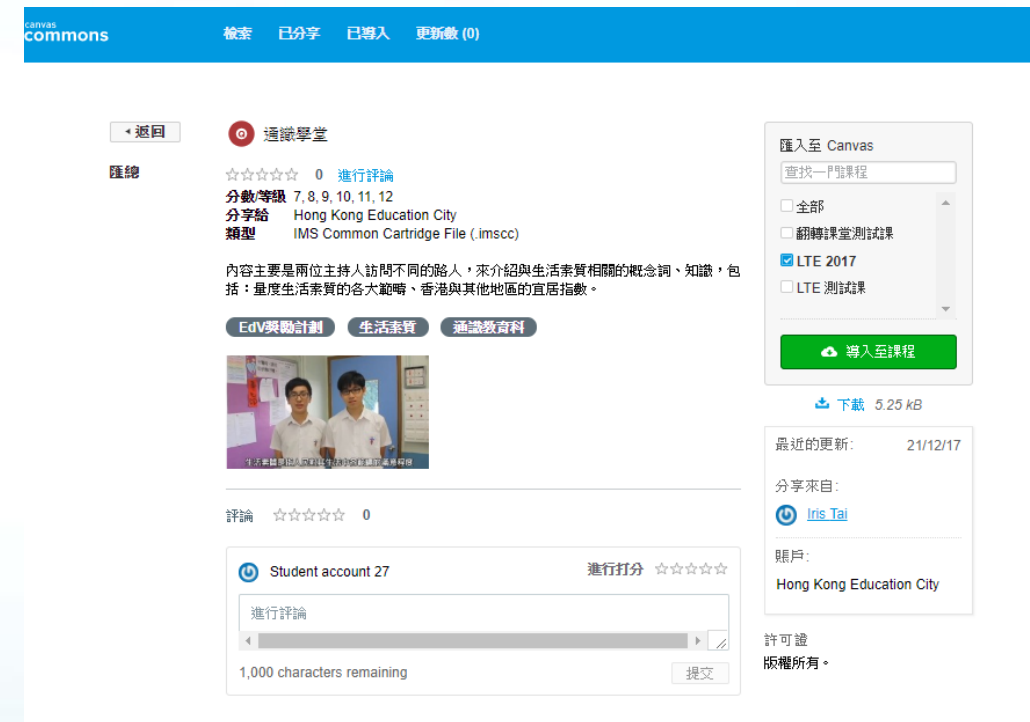 canvas
commons
檢索 已分享 已導入 更新數 (0)
◂ 返回
匯總
通識學堂
0 進行評論
分數/等級 7, 8, 9, 10, 11, 12
分享給 Hong Kong Education City
類型 IMS Common Cartridge File (.imscc)
內容主要是兩位主持人訪問不同的路人，來介紹與生活素質相關的概念詞、知識，包
括：量度生活素質的各大範疇、香港與其他地區的宜居指數。
EdV獎勵計劃 生活素質 通識教育科
評論 0
Student account 27 進行打分
進行評論
1,000 characters remaining 提交
匯入至 Canvas
查找一門課程
全部
翻轉課堂測試課
LTE 2017
LTE 測試課
導入至課程
下載 5.25 kB
最近的更新: 21/12/17
分享來自:
Iris Tai
賬戶:
Hong Kong Education City
許可證
版權所有。